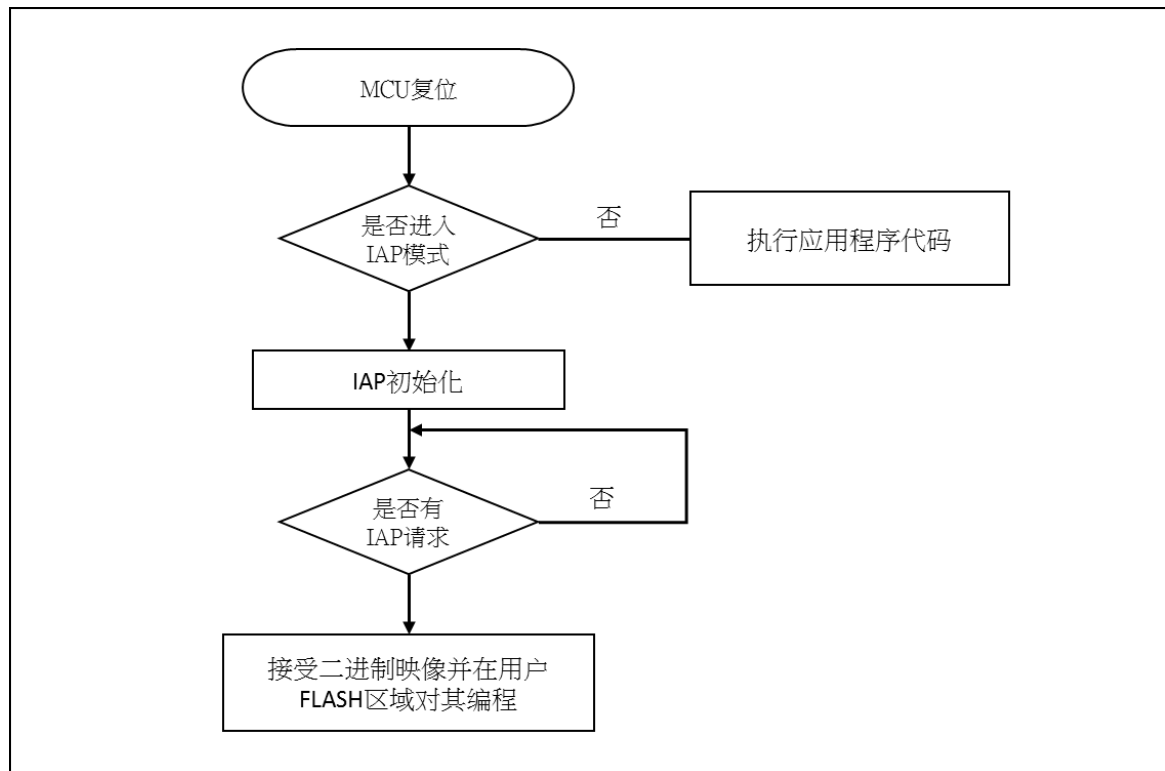 MCU复位
是否进入
IAP模式
否
执行应用程序代码
IAP初始化
是否有
IAP请求
否
接受二进制映像并在用户
FLASH区域对其编程